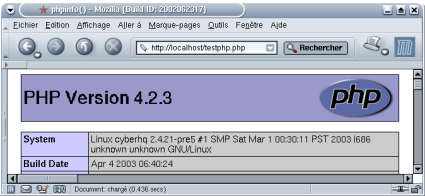 phpinfo() - Mozilla {Build ID: 2002062317}
Fichier Edition Affichage Aller à Marque-pages Outils Fenêtre Aide
http://localhost/testphp.php Rechercher
PHP Version 4.2.3
php
System Linux cyberhq 2.4.21-pre5 #1 SMP Sat Mar 1 00:30:11 PST 2003 i686
unknown unknown GNU/Linux
Build Date Apr 4 2003 06:40:24
Document: chargé (0.436 secs)